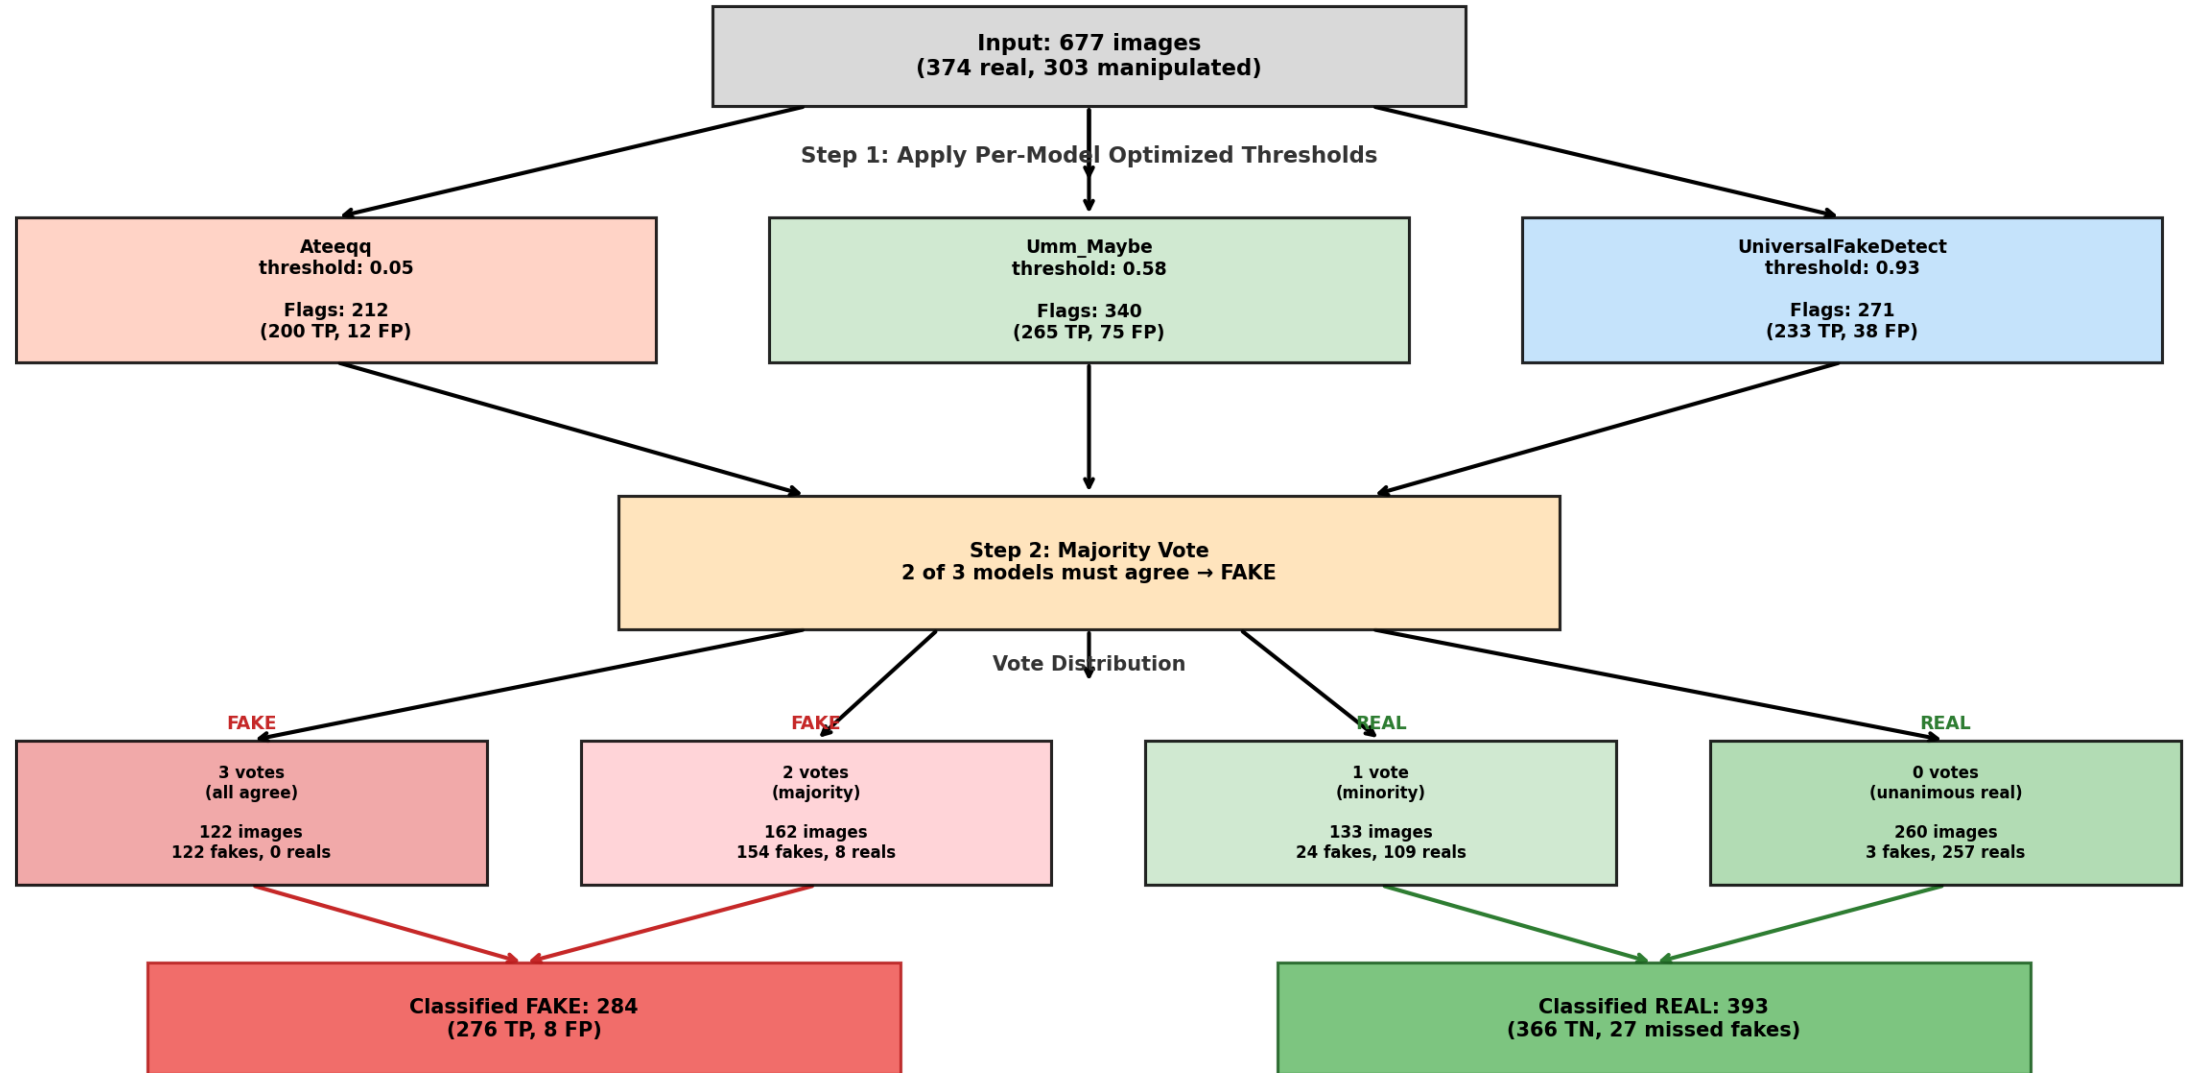 Input: 677 images
(374 real, 303 manipulated)
Step 1: Apply Per-Model Optimized Thresholds
Ateeqq
threshold: 0.05
Flags: 212
(200 TP, 12 FP)
Umm_Maybe
threshold: 0.58
Flags: 340
(265 TP, 75 FP)
UniversalFakeDetect
threshold: 0.93
Flags: 271
(233 TP, 38 FP)
Step 2: Majority Vote
2 of 3 models must agree → FAKE
Vote Distribution
FAKE
3 votes
(all agree)
122 images
122 fakes, 0 reals
FAKE
2 votes
(majority)
162 images
154 fakes, 8 reals
REAL
1 vote
(minority)
133 images
24 fakes, 109 reals
REAL
0 votes
(unanimous real)
260 images
3 fakes, 257 reals
Classified FAKE: 284
(276 TP, 8 FP)
Classified REAL: 393
(366 TN, 27 missed fakes)